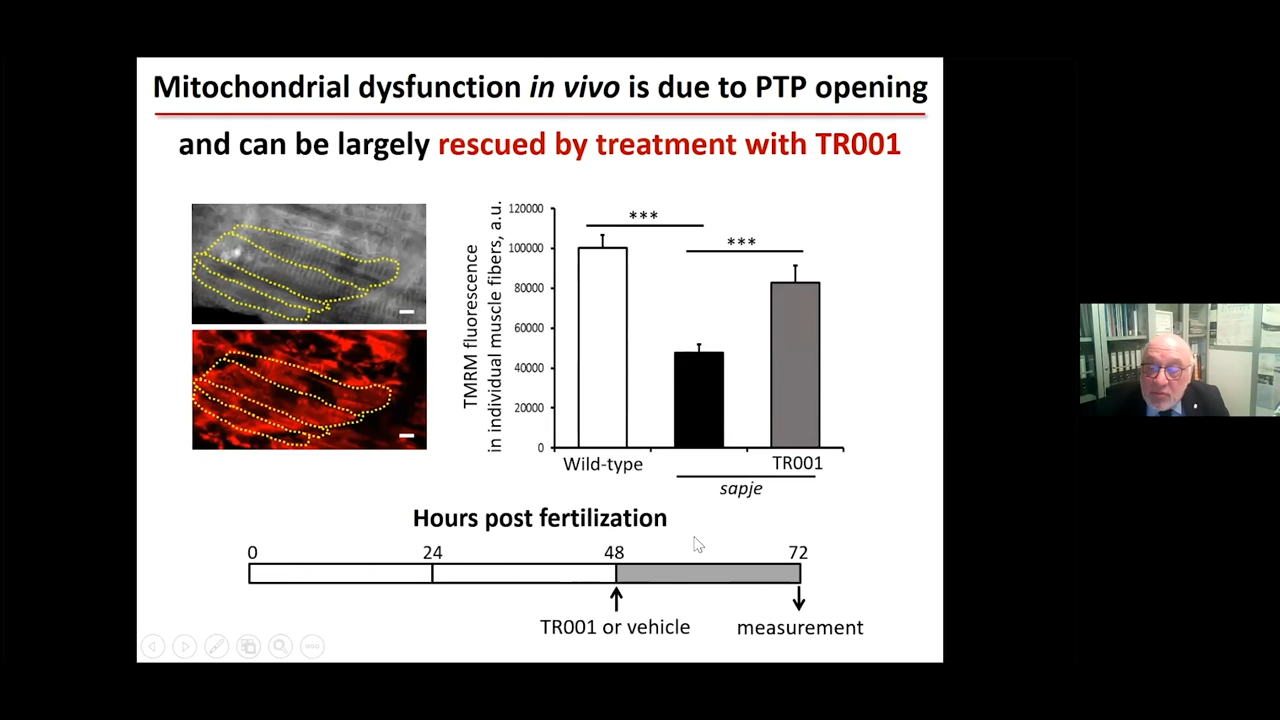 Mitochondrial dysfunction in vivo is due to PTP opening
and can be largely rescued by treatment with TR001
TMRM fluorescence
in individual muscle fibers, a.u.
120000
100000
80000
60000
40000
20000
0
***
***
Wild-type
TR001
sapje
Hours post fertilization
0 24 48 72
TR001 or vehicle
measurement